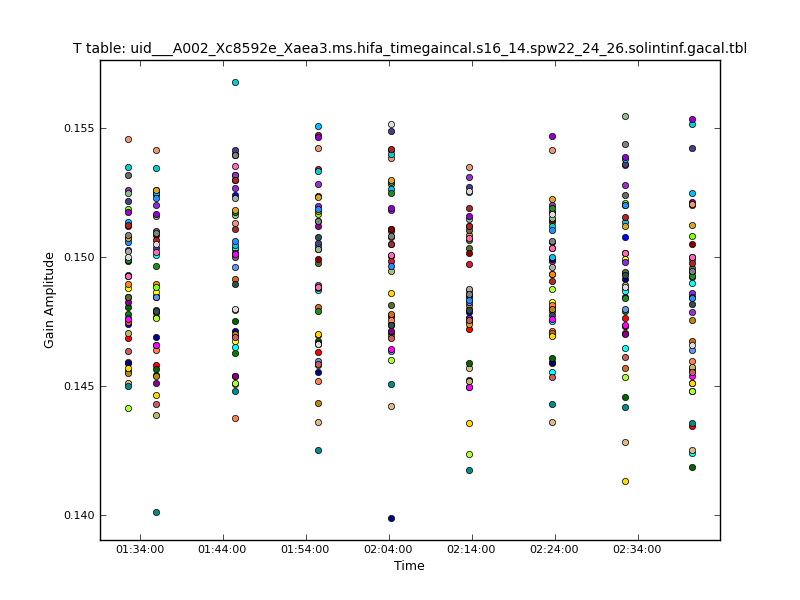 T table: uid___A002_Xc8592e_Xaea3.ms.hifa_timegaincal.s16_14.spw22_24_26.solintinf.gacal.tbl
Gain Amplitude
0.155
0.150
0.145
0.140
01:34:00 01:44:00 01:54:00 02:04:00 02:14:00 02:24:00 02:34:00
Time